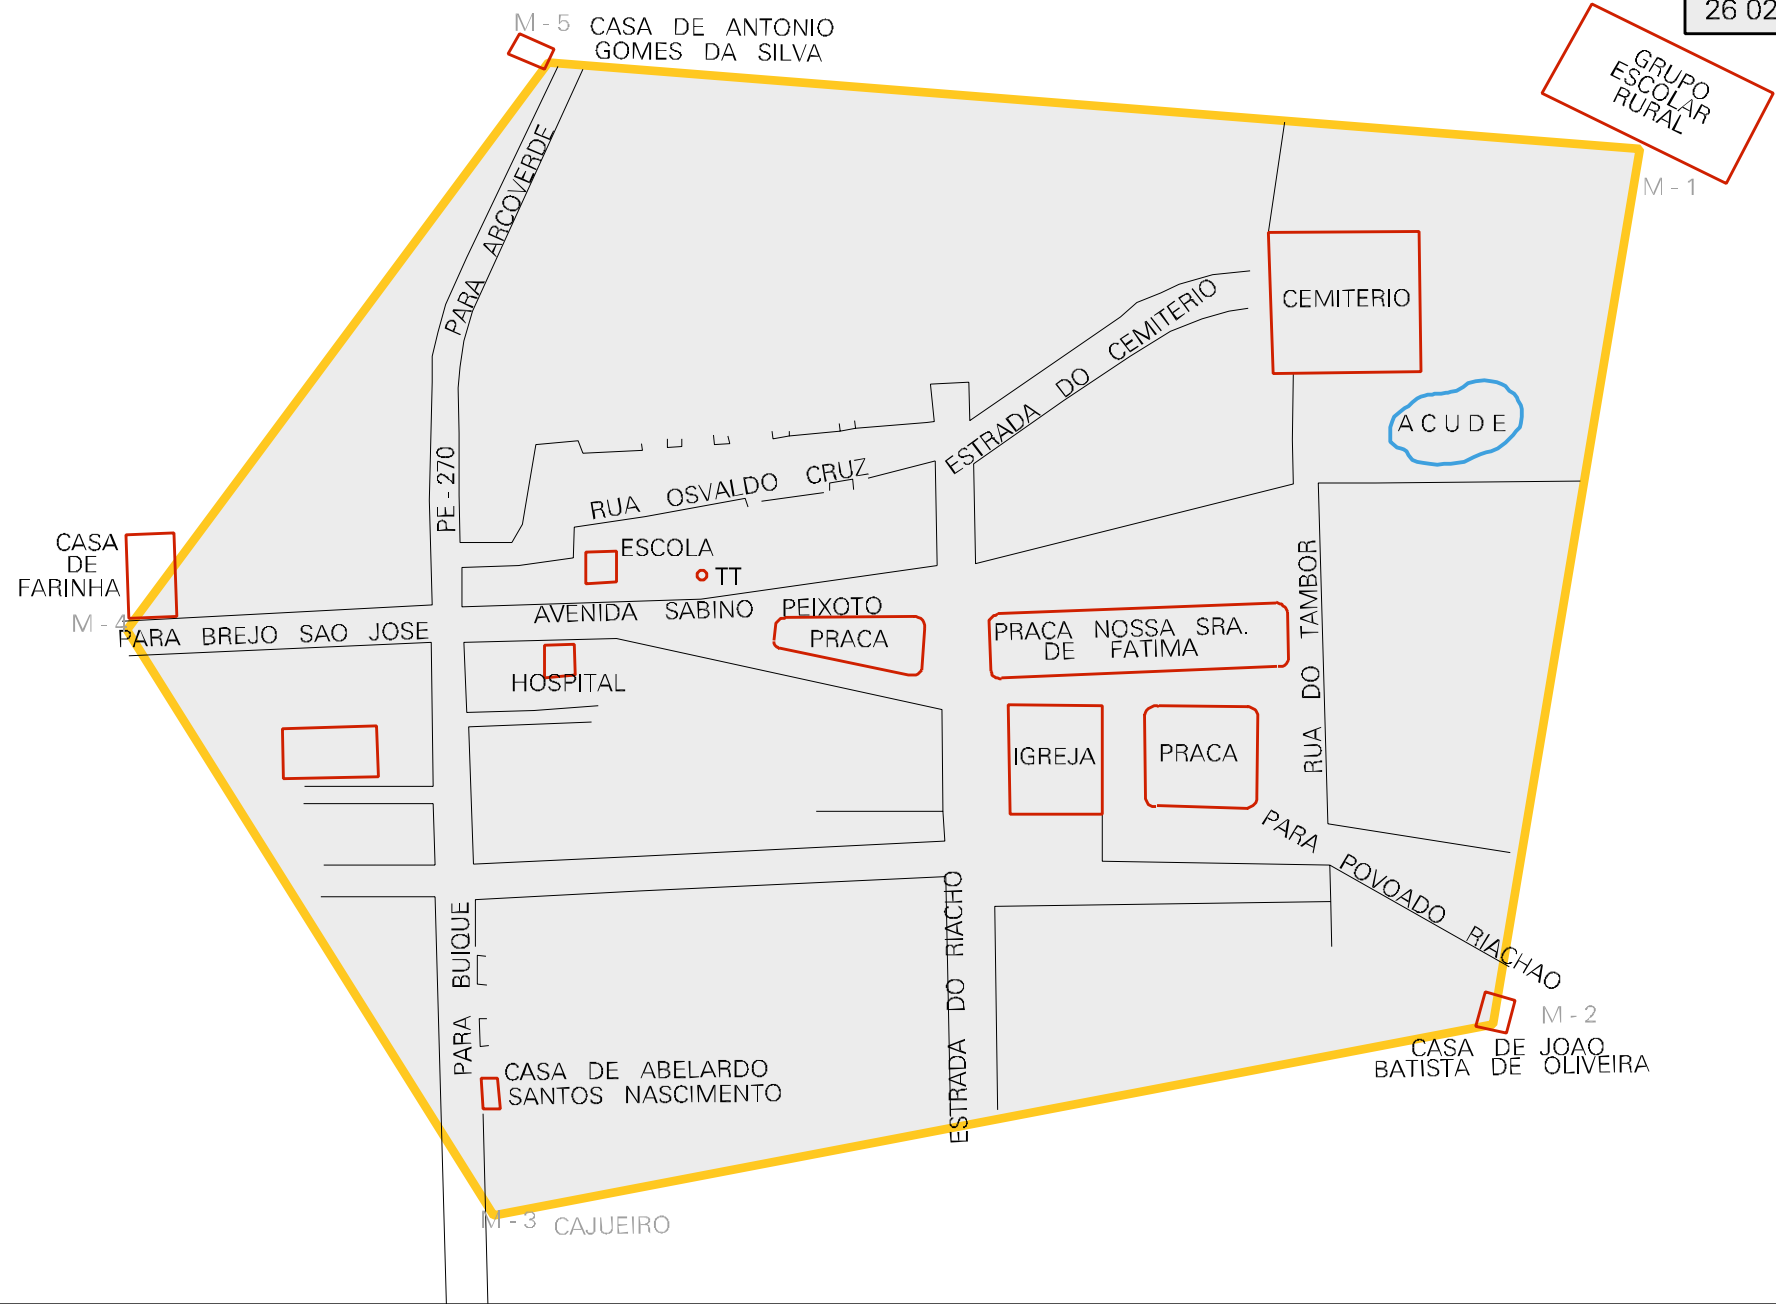 M - 5 CASA DE ANTONIO
GOMES DA SILVA
26 02
GRUPO
ESCOLAR
RURAL
M - 1
PARA ARCOVERDE
CEMITERIO
ESTRADA DO CEMITERIO
ACUDE
PE - 270
RUA OSVALDO CRUZ
CASA
DE
FARINHA
ESCOLA
TT
M - 4
PARA BREJO SAO JOSE
AVENIDA SABINO PEIXOTO
PRACA
PRACA NOSSA SRA.
DE FATIMA
RUA DO TAMBOR
HOSPITAL
IGREJA
PRACA
PARA POVOADO RIACHAO
PARA BUIQUE
ESTRADA DO RIACHO
M - 2
CASA DE JOAO
BATISTA DE OLIVEIRA
CASA DE ABELARDO
SANTOS NASCIMENTO
M - 3 CAJUEIRO